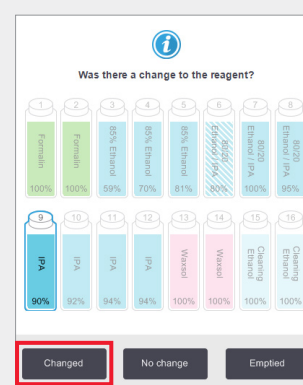 i
Was there a change to the reagent?
1 2 3 4 5 6 7 8
Formalin
100%
Formalin
100%
85% Ethanol
59%
85% Ethanol
70%
85% Ethanol
81%
80/20
Ethanol / IPA
80%
80/20
Ethanol / IPA
100%
80/20
Ethanol / IPA
95%
9 10 11 12 13 14 15 16
IPA
90%
IPA
92%
IPA
94%
IPA
94%
Waxsol
100%
Waxsol
100%
Cleaning
Ethanol
100%
Cleaning
Ethanol
100%
Changed
No change
Emptied